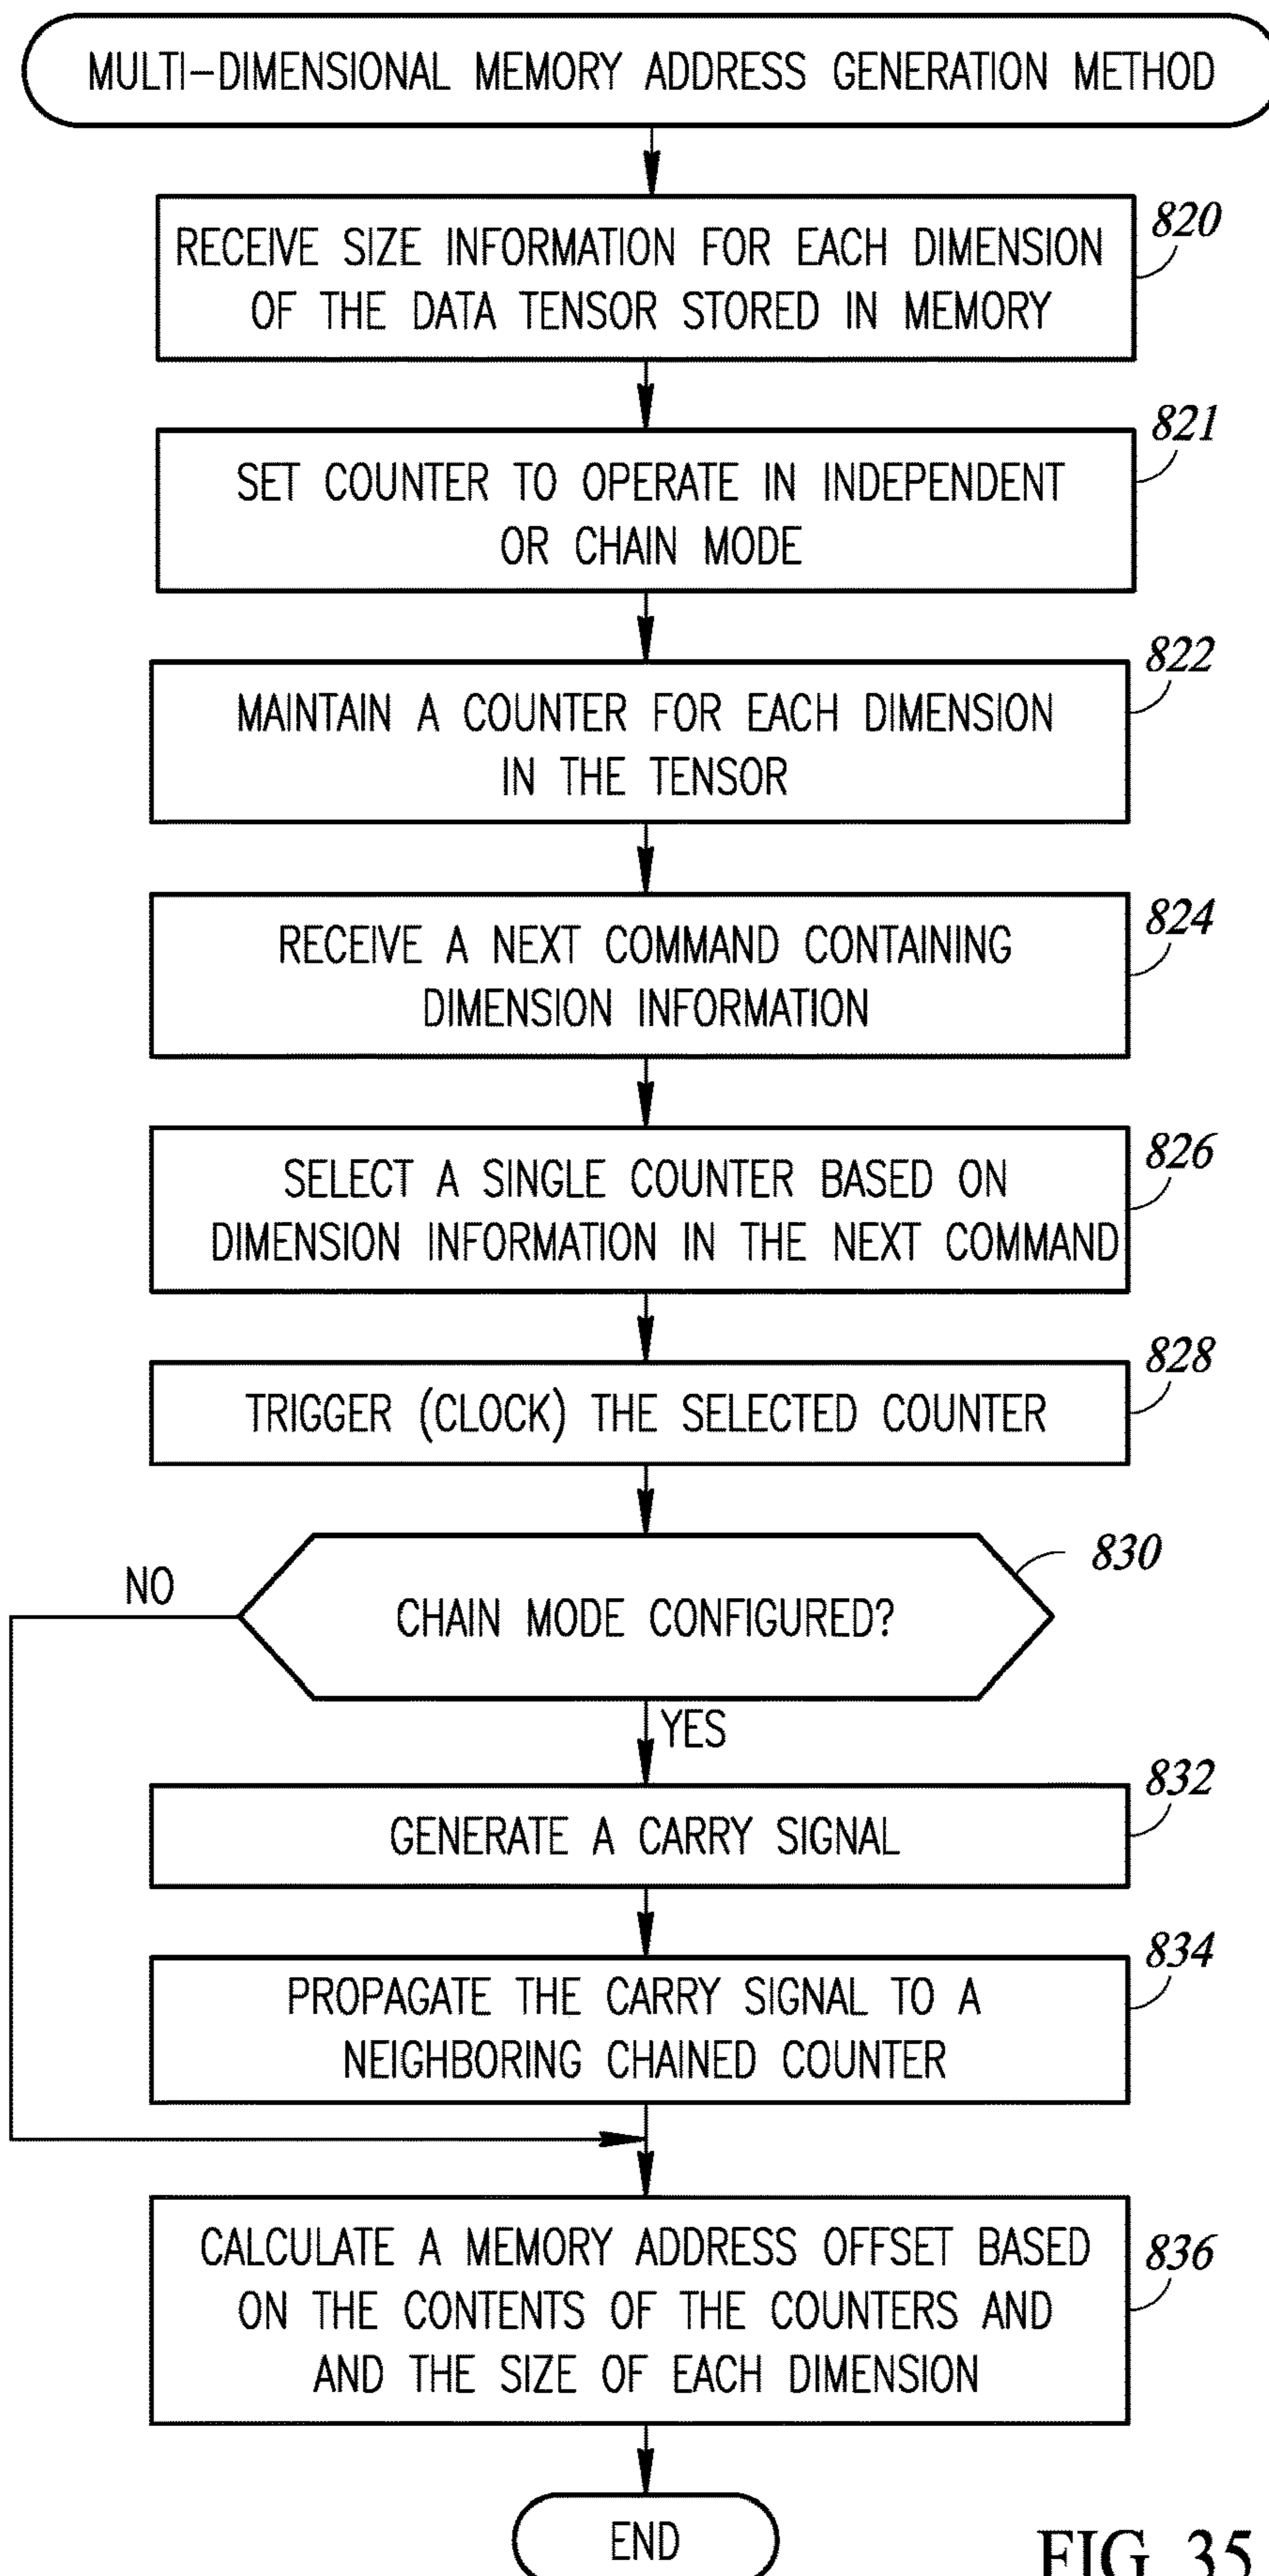 MULTI-DIMENSIONAL MEMORY ADDRESS GENERATION METHOD
RECEIVE SIZE INFORMATION FOR EACH DIMENSION
OF THE DATA TENSOR STORED IN MEMORY
820
SET COUNTER TO OPERATE IN INDEPENDENT
OR CHAIN MODE
821
MAINTAIN A COUNTER FOR EACH DIMENSION
IN THE TENSOR
822
RECEIVE A NEXT COMMAND CONTAINING
DIMENSION INFORMATION
824
SELECT A SINGLE COUNTER BASED ON
DIMENSION INFORMATION IN THE NEXT COMMAND
826
TRIGGER (CLOCK) THE SELECTED COUNTER
828
CHAIN MODE CONFIGURED?
830
NO
YES
GENERATE A CARRY SIGNAL
832
PROPAGATE THE CARRY SIGNAL TO A
NEIGHBORING CHAINED COUNTER
834
CALCULATE A MEMORY ADDRESS OFFSET BASED
ON THE CONTENTS OF THE COUNTERS AND
AND THE SIZE OF EACH DIMENSION
836
END
FIG. 35